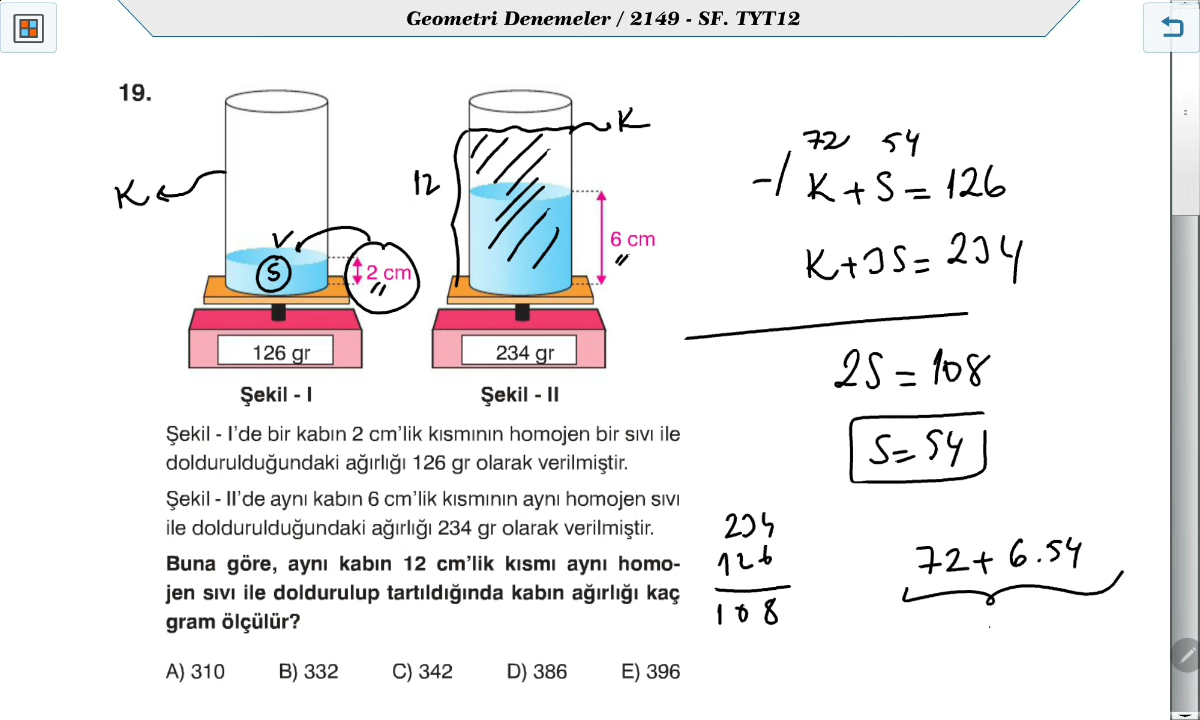 Geometri Denemeler / 2149 - SF. TYT12
19.
K
V
S
2 cm
126 gr
Şekil - I
12
K
6 cm
234 gr
Şekil - II
72 54
-/ K + S = 126
K + 3S = 234
2S = 108
S = 54
234
126
108
72 + 6.54
Şekil - I’de bir kabın 2 cm’lik kısmının homojen bir sıvı ile
doldurulduğundaki ağırlığı 126 gr olarak verilmiştir.
Şekil - II’de aynı kabın 6 cm’lik kısmının aynı homojen sıvı
ile doldurulduğundaki ağırlığı 234 gr olarak verilmiştir.
Buna göre, aynı kabın 12 cm’lik kısmı aynı homo-
jen sıvı ile doldurulup tartıldığında kabın ağırlığı kaç
gram ölçülür?
A) 310 B) 332 C) 342 D) 386 E) 396